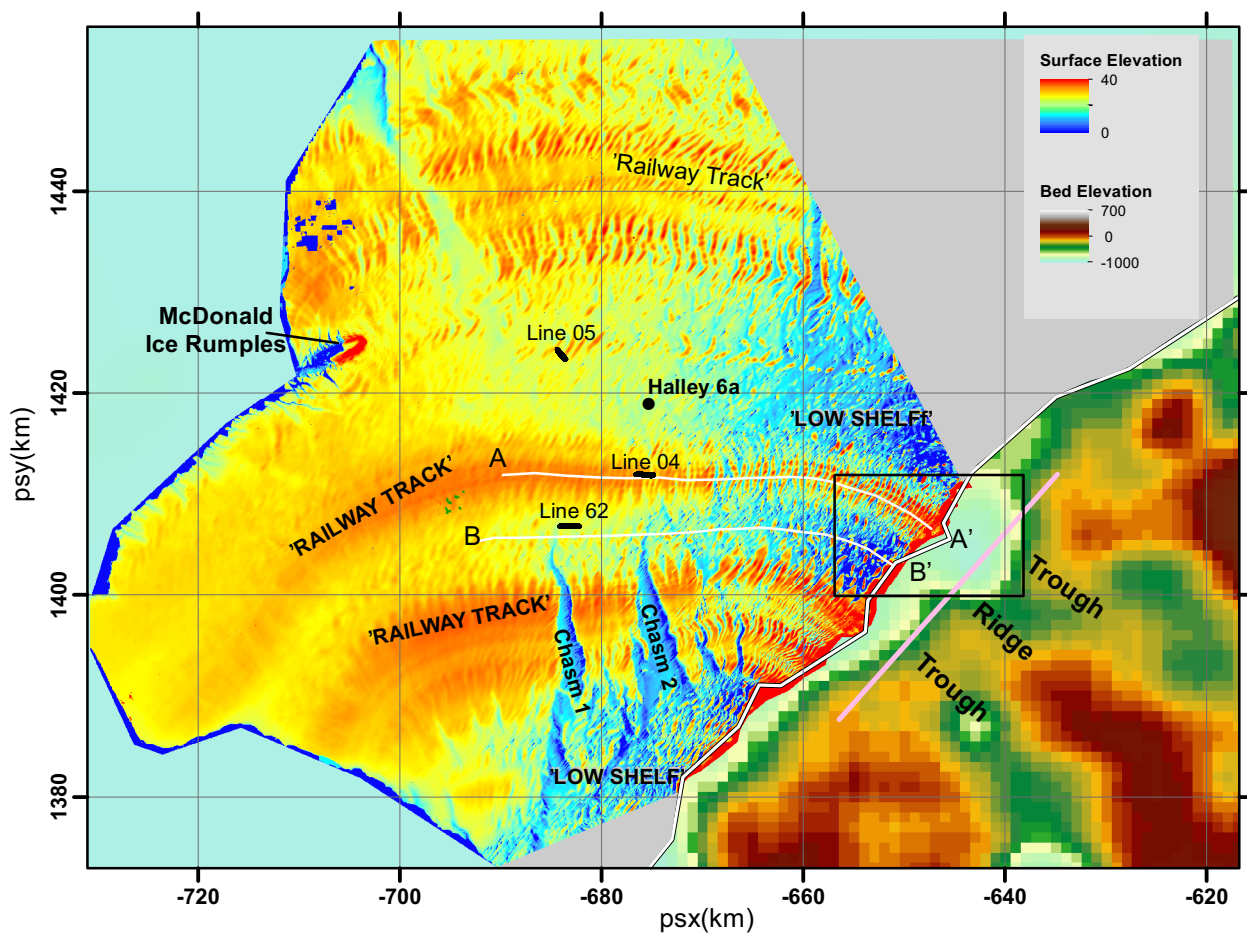 Surface Elevation
40
0
Bed Elevation
700
0
-1000
'Railway Track'
McDonald
Ice Rumples
Line 05
Halley 6a
'LOW SHELFf'
A
Line 04
'RAILWAY TRACK'
Line 62
B
A'
B'
Trough
Ridge
Trough
'RAILWAY TRACK'
Chasm 1
Chasm 2
'LOW SHELF'
1440
1420
1400
1380
psy(km)
-720
-700
-680
-660
-640
-620
psx(km)